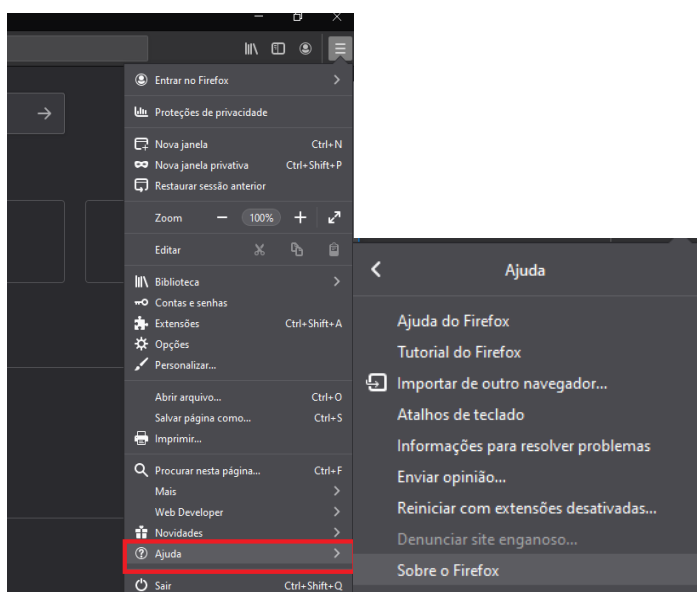 Entrar no Firefox
Proteções de privacidade
Nova janela Ctrl+N
Nova janela privativa Ctrl+Shift+P
Restaurar sessão anterior
Zoom 100%
Editar
Biblioteca
Contas e senhas
Extensões Ctrl+Shift+A
Opções
Personalizar...
Abrir arquivo... Ctrl+O
Salvar página como... Ctrl+S
Imprimir...
Procurar nesta página... Ctrl+F
Mais
Web Developer
Novidades
Ajuda
Sair Ctrl+Shift+Q
Ajuda
Ajuda do Firefox
Tutorial do Firefox
Importar de outro navegador...
Atalhos de teclado
Informações para resolver problemas
Enviar opinião...
Reiniciar com extensões desativadas...
Denunciar site enganoso...
Sobre o Firefox